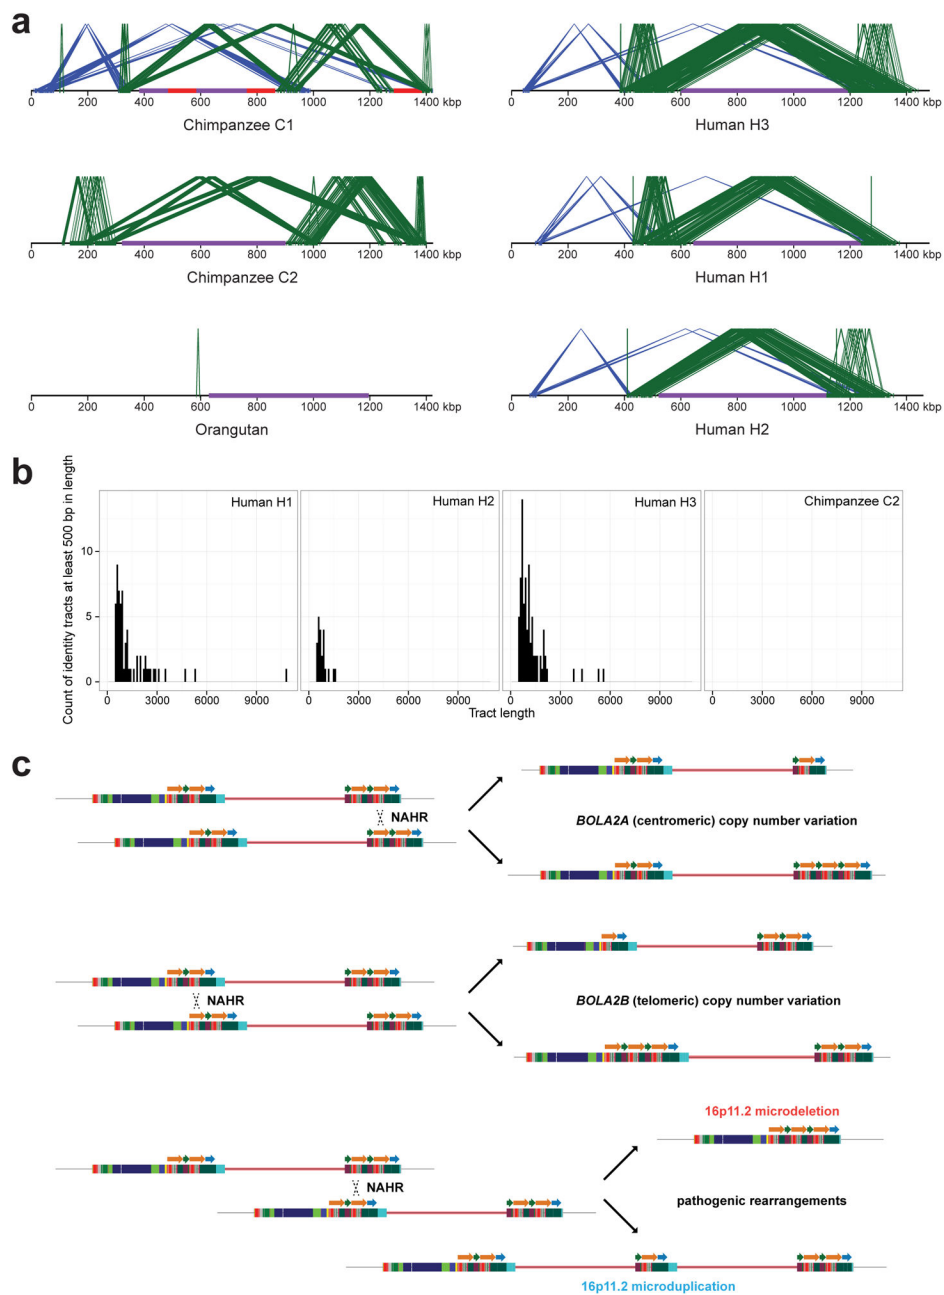 a
0 200 400 600 800 1000 1200 1400 kbp
Chimpanzee C1
0 200 400 600 800 1000 1200 1400 kbp
Human H3
0 200 400 600 800 1000 1200 1400 kbp
Chimpanzee C2
0 200 400 600 800 1000 1200 1400 kbp
Human H1
0 200 400 600 800 1000 1200 1400 kbp
Orangutan
0 200 400 600 800 1000 1200 1400 kbp
Human H2
b
Count of identity tracts at least 500 bp in length
10
5
0
Human H1
Human H2
Human H3
Chimpanzee C2
0 3000 6000 9000
0 3000 6000 9000
0 3000 6000 9000
0 3000 6000 9000
Tract length
c
NAHR
BOLA2A (centromeric) copy number variation
NAHR
BOLA2B (telomeric) copy number variation
16p11.2 microdeletion
NAHR
pathogenic rearrangements
16p11.2 microduplication